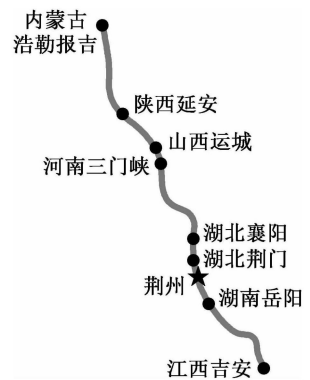 内蒙古
浩勒报吉
陕西延安
山西运城
河南三门峡
湖北襄阳
湖北荆门
荆州
湖南岳阳
江西吉安